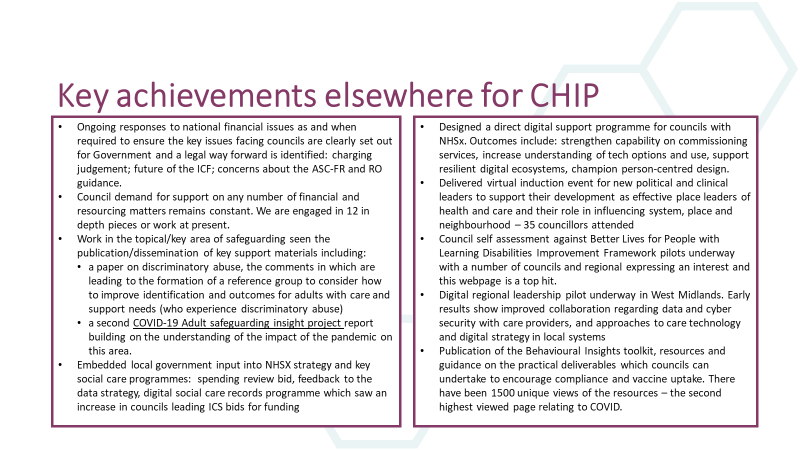 Key achievements elsewhere for CHIP
• Ongoing responses to national financial issues as and when
required to ensure the key issues facing councils are clearly set out
for Government and a legal way forward is identified: charging
judgement; future of the ICF; concerns about the ASC-FR and RO
guidance.
• Council demand for support on any number of financial and
resourcing matters remains constant. We are engaged in 12 in
depth pieces or work at present.
• Work in the topical/key area of safeguarding seen the
publication/dissemination of key support materials including:
• a paper on discriminatory abuse, the comments in which are
leading to the formation of a reference group to consider how
to improve identification and outcomes for adults with care and
support needs (who experience discriminatory abuse)
• a second COVID-19 Adult safeguarding insight project report
building on the understanding of the impact of the pandemic on
this area.
• Embedded local government input into NHSX strategy and key
social care programmes: spending review bid, feedback to the
data strategy, digital social care records programme which saw an
increase in councils leading ICS bids for funding
• Designed a direct digital support programme for councils with
NHSx. Outcomes include: strengthen capability on commissioning
services, increase understanding of tech options and use, support
resilient digital ecosystems, champion person-centred design.
• Delivered virtual induction event for new political and clinical
leaders to support their development as effective place leaders of
health and care and their role in influencing system, place and
neighbourhood – 35 councillors attended
• Council self assessment against Better Lives for People with
Learning Disabilities Improvement Framework pilots underway
with a number of councils and regional expressing an interest and
this webpage is a top hit.
• Digital regional leadership pilot underway in West Midlands. Early
results show improved collaboration regarding data and cyber
security with care providers, and approaches to care technology
and digital strategy in local systems
• Publication of the Behavioural Insights toolkit, resources and
guidance on the practical deliverables which councils can
undertake to encourage compliance and vaccine uptake. There
have been 1500 unique views of the resources – the second
highest viewed page relating to COVID.